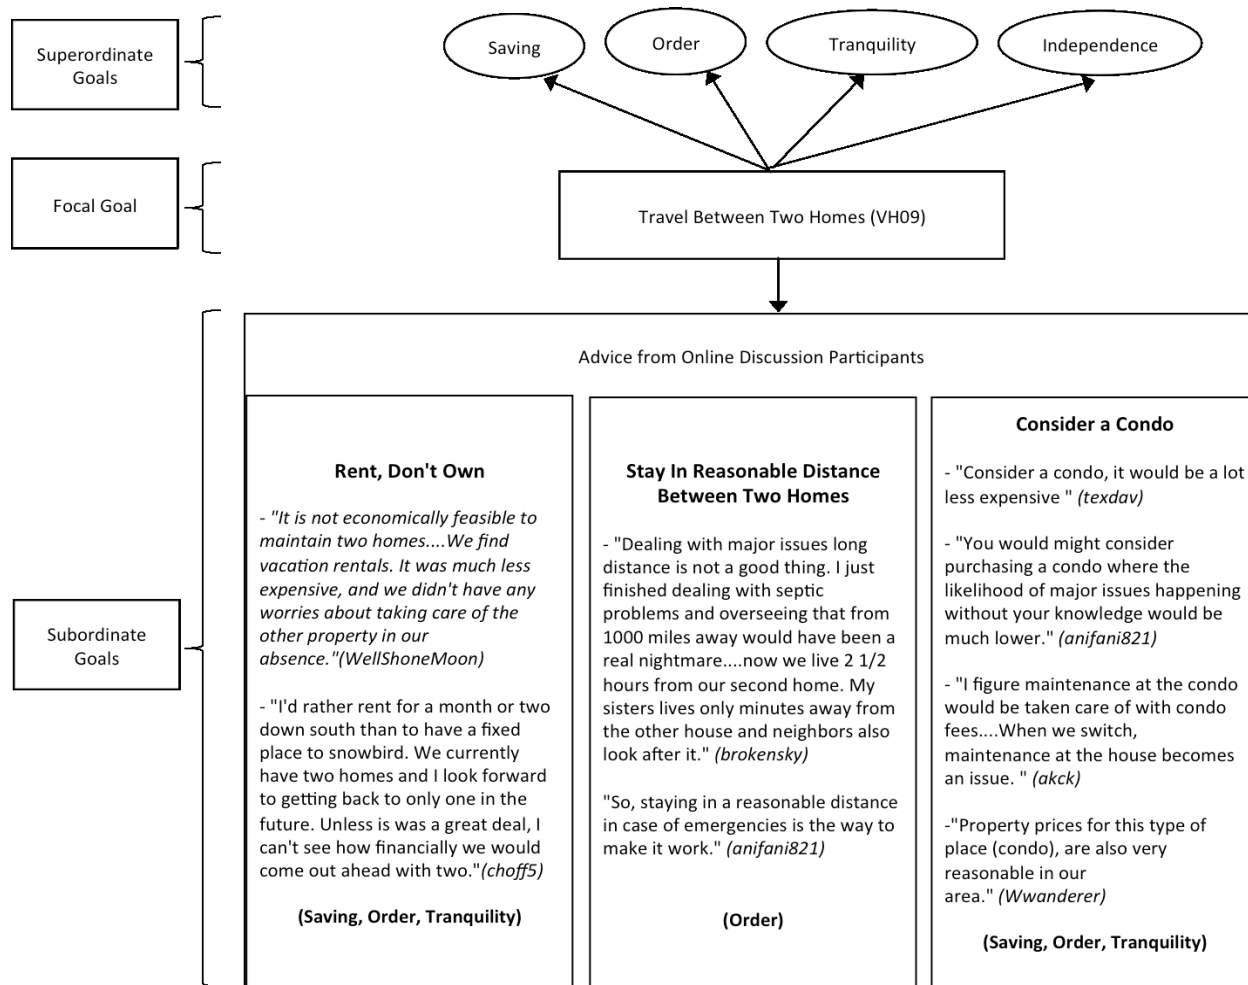 Superordinate
Goals
Saving
Order
Tranquility
Independence
Focal Goal
Travel Between Two Homes (VH09)
Subordinate
Goals
Advice from Online Discussion Participants
Rent, Don't Own
- "It is not economically feasible to
maintain two homes....We find
vacation rentals. It was much less
expensive, and we didn't have any
worries about taking care of the
other property in our
absence."(WellShoneMoon)
- "I'd rather rent for a month or two
down south than to have a fixed
place to snowbird. We currently
have two homes and I look forward
to getting back to only one in the
future. Unless is was a great deal, I
can't see how financially we would
come out ahead with two."(choff5)
(Saving, Order, Tranquility)
Stay In Reasonable Distance
Between Two Homes
- "Dealing with major issues long
distance is not a good thing. I just
finished dealing with septic
problems and overseeing that from
1000 miles away would have been a
real nightmare....now we live 2 1/2
hours from our second home. My
sisters lives only minutes away from
the other house and neighbors also
look after it." (brokensky)
"So, staying in a reasonable distance
in case of emergencies is the way to
make it work." (anifani821)
(Order)
Consider a Condo
- "Consider a condo, it would be a lot
less expensive " (texdav)
- "You would might consider
purchasing a condo where the
likelihood of major issues happening
without your knowledge would be
much lower." (anifani821)
- "I figure maintenance at the condo
would be taken care of with condo
fees....When we switch,
maintenance at the house becomes
an issue. " (akck)
-"Property prices for this type of
place (condo), are also very
reasonable in our
area." (Wwanderer)
(Saving, Order, Tranquility)